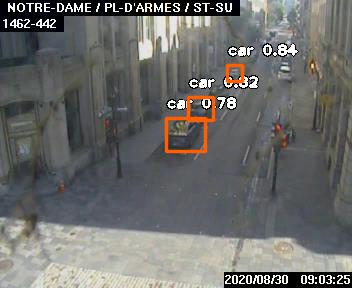 NOTRE-DAME / PL-D'ARMES / ST-SU
1462-442
car 0.84
car 0.82
car 0.78
2020/08/30 09:03:25